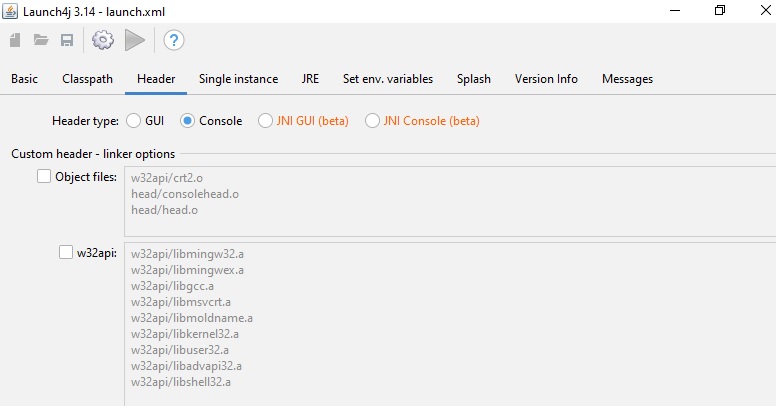 Launch4j 3.14 - launch.xml
Basic Classpath Header Single instance JRE Set env. variables Splash Version Info Messages
Header type: GUI Console JNI GUI (beta) JNI Console (beta)
Custom header - linker options
Object files: w32api/crt2.o
head/consolehead.o
head/head.o
w32api: w32api/libmingw32.a
w32api/libmingwex.a
w32api/libgcc.a
w32api/libmsvcrt.a
w32api/libmoldname.a
w32api/libkernel32.a
w32api/libuser32.a
w32api/libadvapi32.a
w32api/libshell32.a